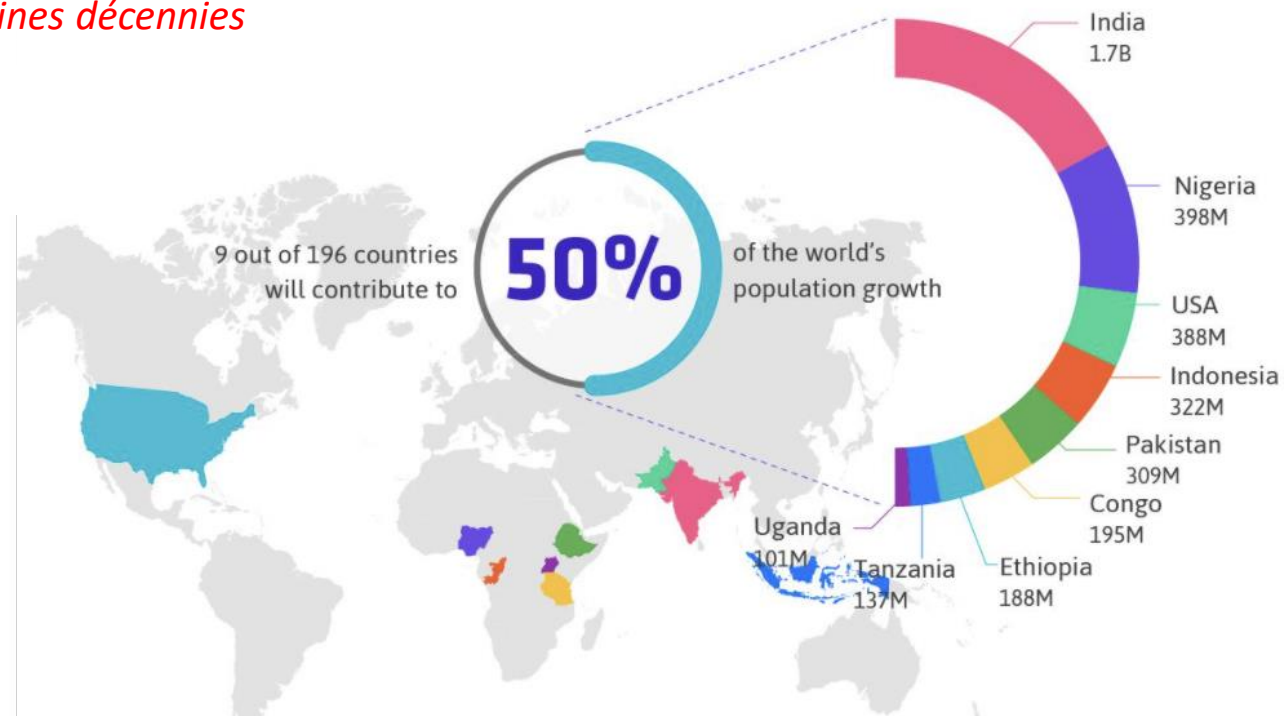 ines décennies
India
1.7B
9 out of 196 countries
will contribute to
50%
of the world's
population growth
Nigeria
398M
USA
388M
Indonesia
322M
Pakistan
309M
Congo
195M
Ethiopia
188M
Tanzania
137M
Uganda
101M